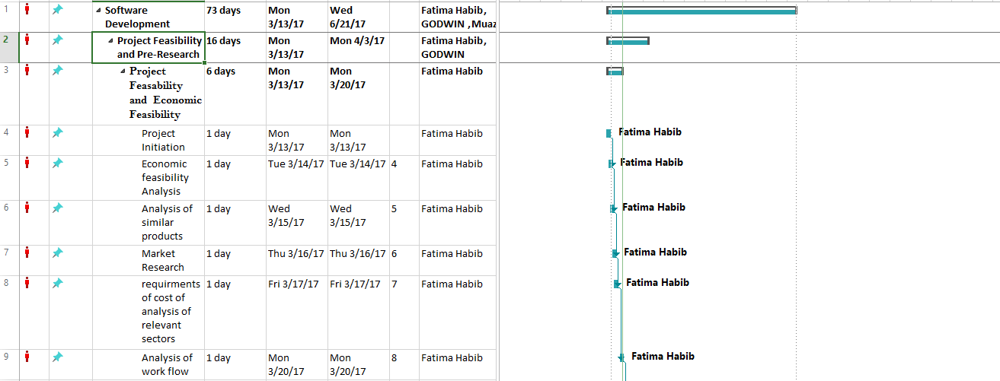 1 Software 73 days Mon Wed Fatima Habib,
Development 3/13/17 6/21/17 GODWIN ,Muaz
2 Project Feasibility 16 days Mon Mon 4/3/17 Fatima Habib,
and Pre-Research 3/13/17 GODWIN
3 Project 6 days Mon Mon Fatima Habib
Feasability 3/13/17 3/20/17
and Economic
Feasibility
4 Project 1 day Mon Mon Fatima Habib Fatima Habib
Initiation 3/13/17 3/13/17
5 Economic 1 day Tue 3/14/17 Tue 3/14/17 4 Fatima Habib Fatima Habib
feasibility
Analysis
6 Analysis of 1 day Wed Wed 5 Fatima Habib Fatima Habib
similar 3/15/17 3/15/17
products
7 Market 1 day Thu 3/16/17 Thu 3/16/17 6 Fatima Habib Fatima Habib
Research
8 requirments 1 day Fri 3/17/17 Fri 3/17/17 7 Fatima Habib Fatima Habib
of cost of
analysis of
relevant
sectors
9 Analysis of 1 day Mon Mon 8 Fatima Habib Fatima Habib
work flow 3/20/17 3/20/17